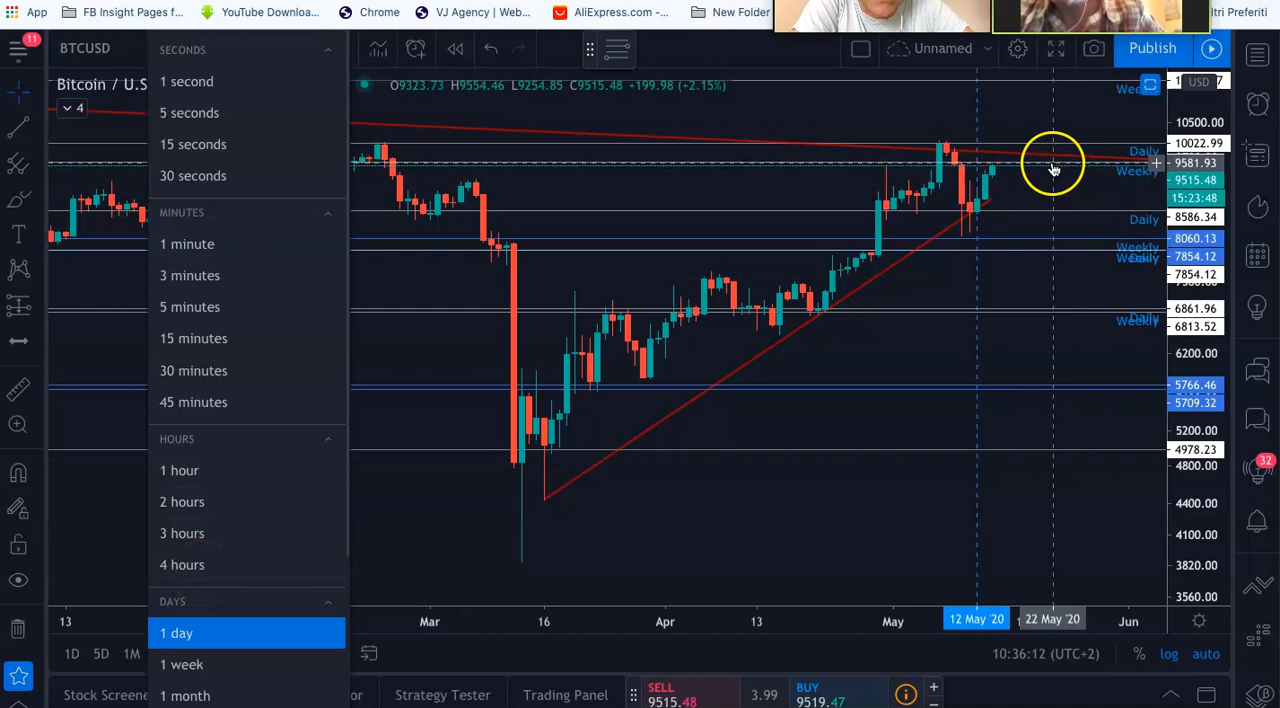 App FB Insight Pages f... YouTube Downloa... Chrome VJ Agency | Web... AliExpress.com -... New Folder itri Preferiti
11
BTCUSD SECONDS Unnamed Publish
Bitcoin / U.S O9323.73 H9554.46 L9254.85 C9515.48 +199.98 (+2.15%) USD
4
1 second
5 seconds
15 seconds
30 seconds
MINUTES
1 minute
3 minutes
5 minutes
15 minutes
30 minutes
45 minutes
HOURS
1 hour
2 hours
3 hours
4 hours
DAYS
1 day
1 week
1 month
Daily
Weekly
Daily
Weekly
Daily
Weekly
10500.00
10022.99
9581.93
9515.48
15:23:48
8586.34
8060.13
7854.12
7854.12
6861.96
6813.52
6200.00
5766.46
5709.32
5200.00
4978.23
4800.00
4400.00
4100.00
3820.00
3560.00
32
13 Mar 16 Apr 13 May 12 May '20 22 May '20 Jun
1D 5D 1M 10:36:12 (UTC+2) % log auto
Stock Screene or Strategy Tester Trading Panel SELL 9515.48 3.99 BUY 9519.47